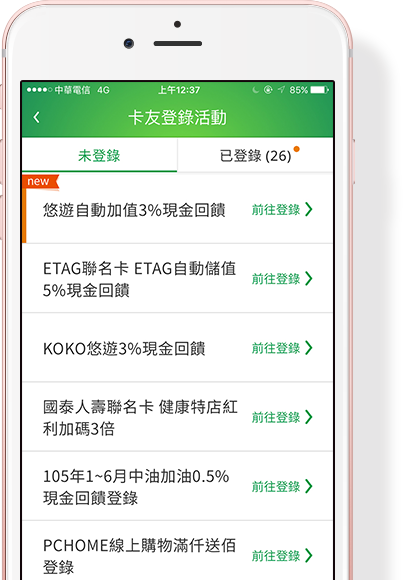 中華電信 4G 上午12:37 85%
卡友登錄活動
未登錄 已登錄 (26)
new
悠遊自動加值3%現金回饋 前往登錄
ETAG聯名卡 ETAG自動儲值
5%現金回饋 前往登錄
KOKO悠遊3%現金回饋 前往登錄
國泰人壽聯名卡 健康特店紅
利加碼3倍 前往登錄
105年1~6月中油加油0.5%
現金回饋登錄 前往登錄
PCHOME線上購物滿仟送佰
登錄 前往登錄